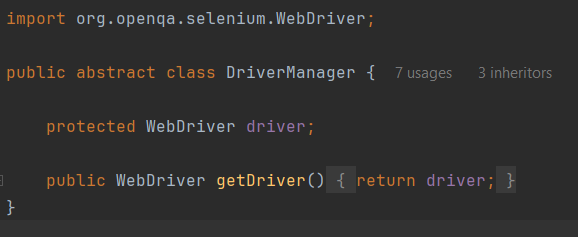 import org.openqa.selenium.WebDriver;
public abstract class DriverManager { 7 usages 3 inheritors
protected WebDriver driver;
public WebDriver getDriver() { return driver; }
}